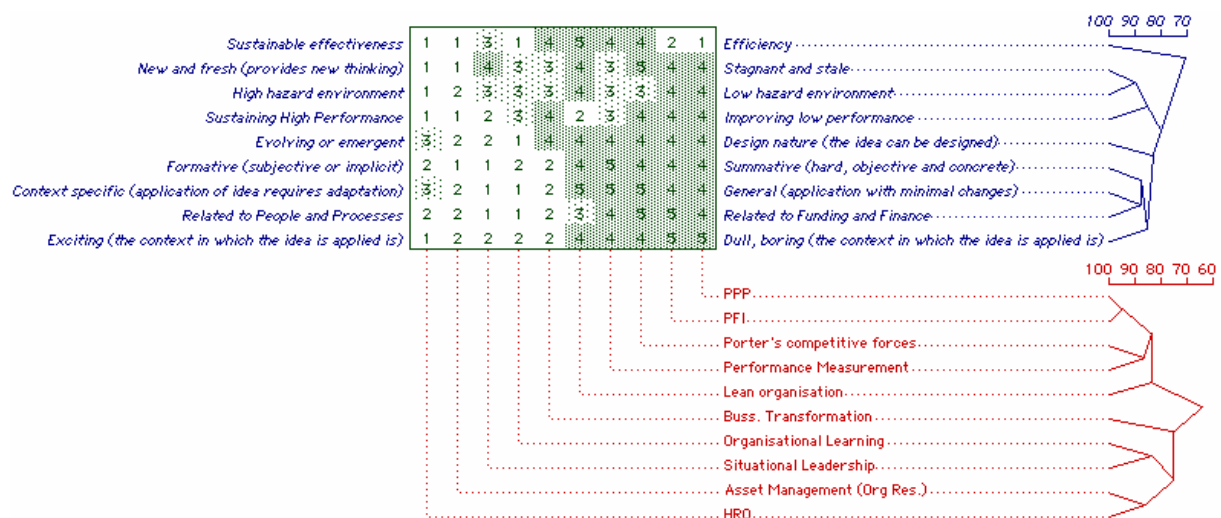 100 90 80 70
Sustainable effectiveness 1 1 3 1 4 5 4 4 2 1 Efficiency
New and fresh (provides new thinking) 1 1 4 3 3 4 3 5 4 4 Stagnant and stale
High hazard environment 1 2 3 3 3 4 3 3 4 4 Low hazard environment
Sustaining High Performance 1 1 2 3 4 2 3 4 4 4 Improving low performance
Evolving or emergent 3 2 2 1 4 4 4 4 4 4 Design nature (the idea can be designed)
Formative (subjective or implicit) 2 1 1 2 2 4 5 4 4 4 Summative (hard, objective and concrete)
Context specific (application of idea requires adaptation) 3 2 1 1 2 5 5 5 4 4 General (application with minimal changes)
Related to People and Processes 2 2 1 1 2 3 4 5 5 4 Related to Funding and Finance
Exciting (the context in which the idea is applied is) 1 2 2 2 2 4 4 4 5 5 Dull, boring (the context in which the idea is applied is)
100 90 80 70 60
PPP
PFI
Porter's competitive forces
Performance Measurement
Lean organisation
Buss. Transformation
Organisational Learning
Situational Leadership
Asset Management (Org Res.)
HRO